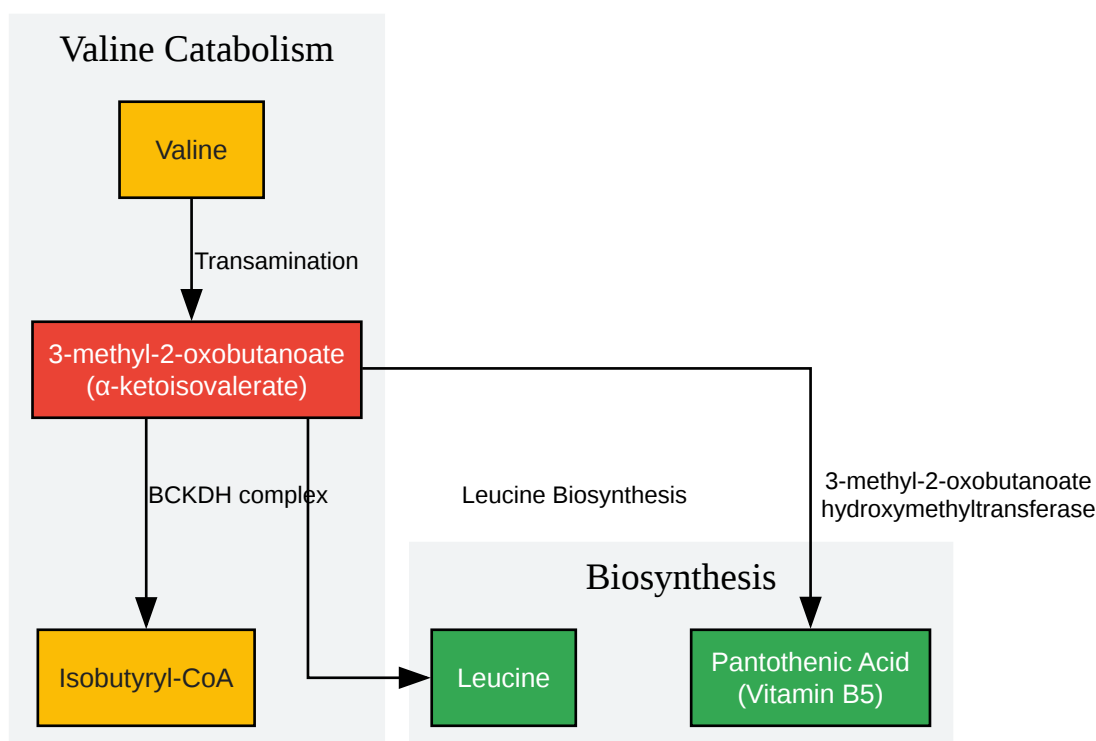 Valine Catabolism
Valine
Transamination
3-methyl-2-oxobutanoate
(α-ketoisovalerate)
BCKDH complex
Leucine Biosynthesis
3-methyl-2-oxobutanoate
hydroxymethyltransferase
Biosynthesis
Isobutyryl-CoA
Leucine
Pantothenic Acid
(Vitamin B5)